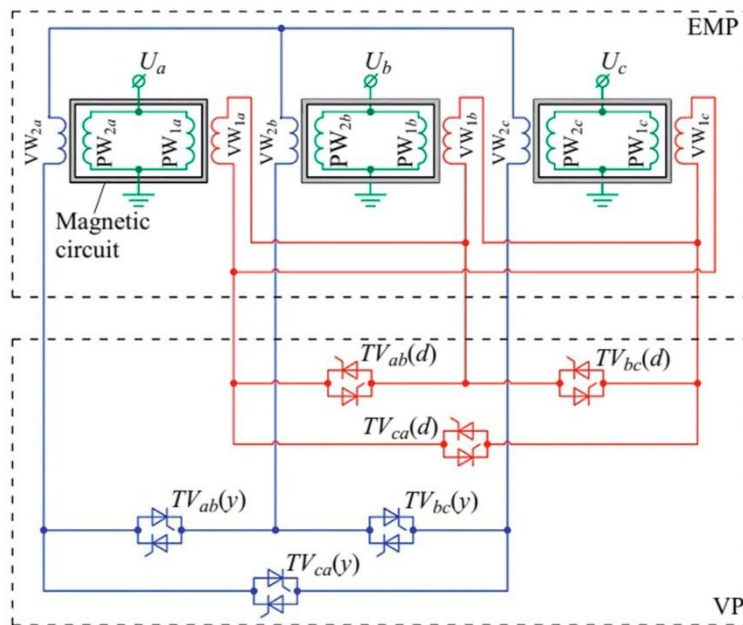 EMP
U_a
U_b
U_c
VW_2a
PW_2a
PW_1a
VW_1a
VW_2b
PW_2b
PW_1b
VW_1b
VW_2c
PW_2c
PW_1c
VW_1c
Magnetic
circuit
TV_ab(d)
TV_bc(d)
TV_ca(d)
TV_ab(y)
TV_bc(y)
TV_ca(y)
VP